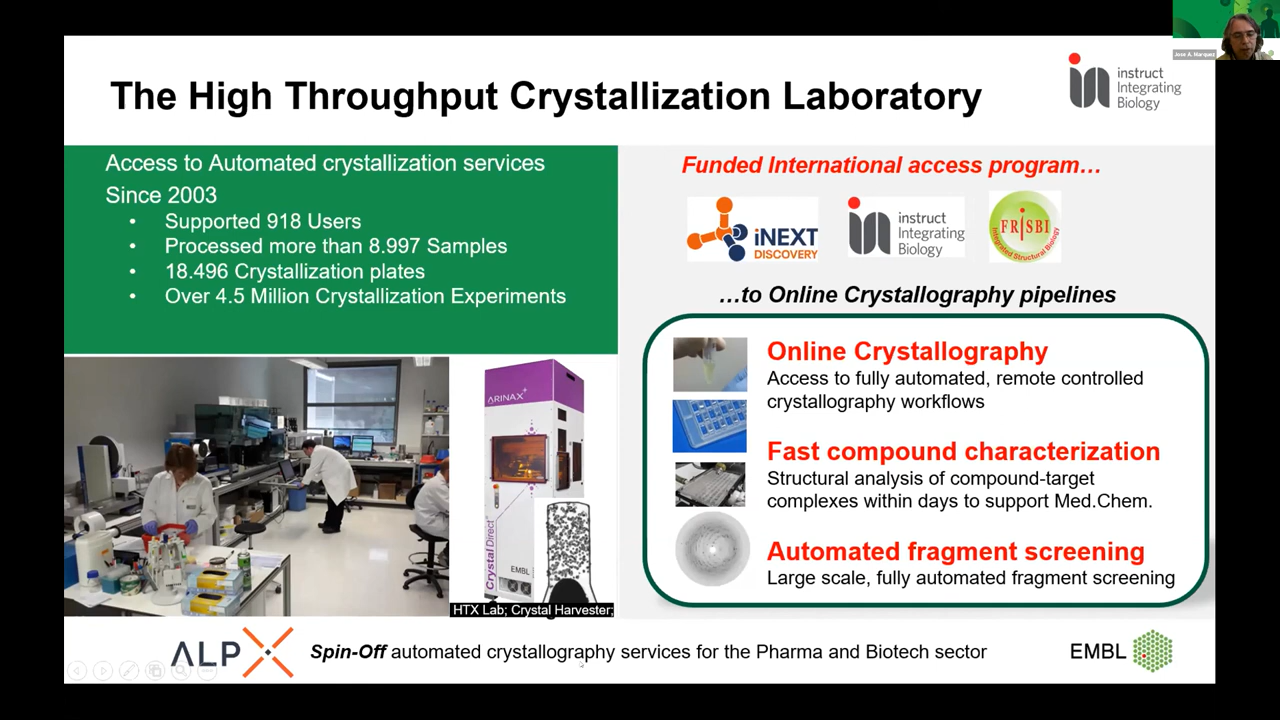 Jose A. Marquez
The High Throughput Crystallization Laboratory
instruct
Integrating
Biology
Access to Automated crystallization services
Since 2003
• Supported 918 Users
• Processed more than 8.997 Samples
• 18.496 Crystallization plates
• Over 4.5 Million Crystallization Experiments
Funded International access program…
iNEXT
DISCOVERY
instruct
Integrating
Biology
FRISBI
Integrated Structural Biology
…to Online Crystallography pipelines
Online Crystallography
Access to fully automated, remote controlled
crystallography workflows
Fast compound characterization
Structural analysis of compound-target
complexes within days to support Med.Chem.
Automated fragment screening
Large scale, fully automated fragment screening
ARINAX
CrystalDirect
EMBL
HTX Lab; Crystal Harvester;
ALPX
Spin-Off automated crystallography services for the Pharma and Biotech sector
EMBL